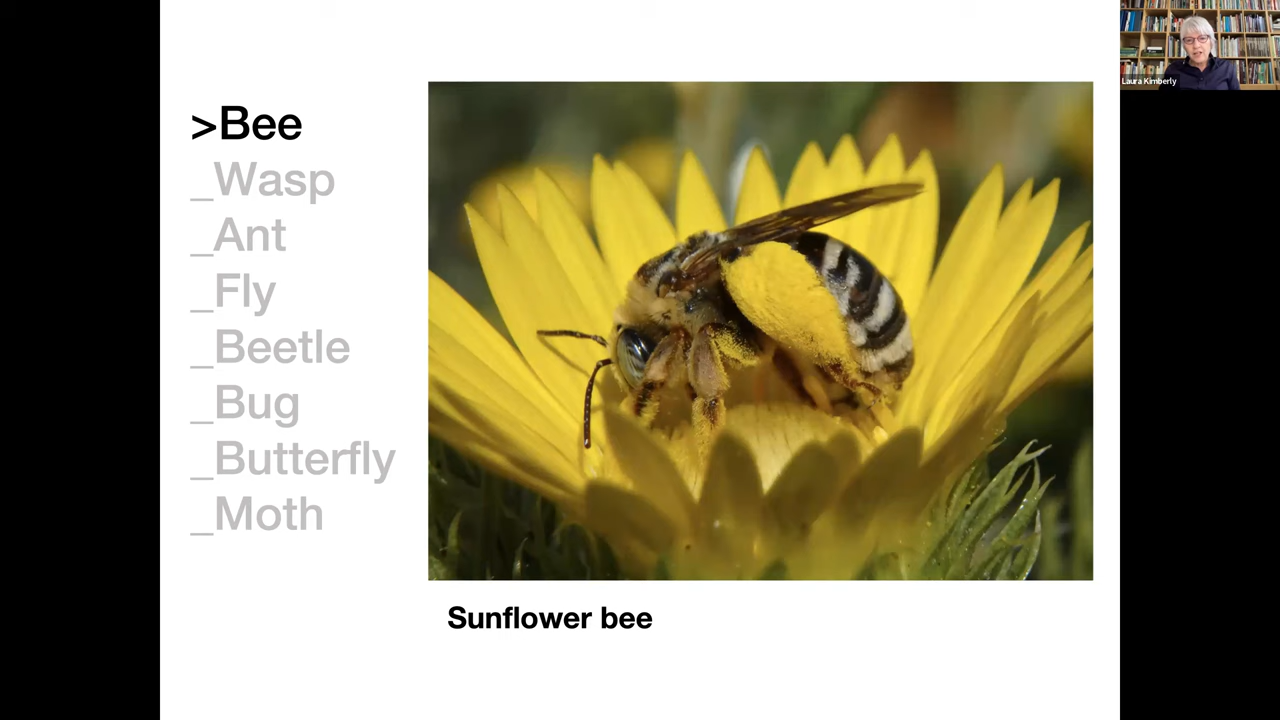 >Bee
_Wasp
_Ant
_Fly
_Beetle
_Bug
_Butterfly
_Moth
Sunflower bee
Laura Kimberly